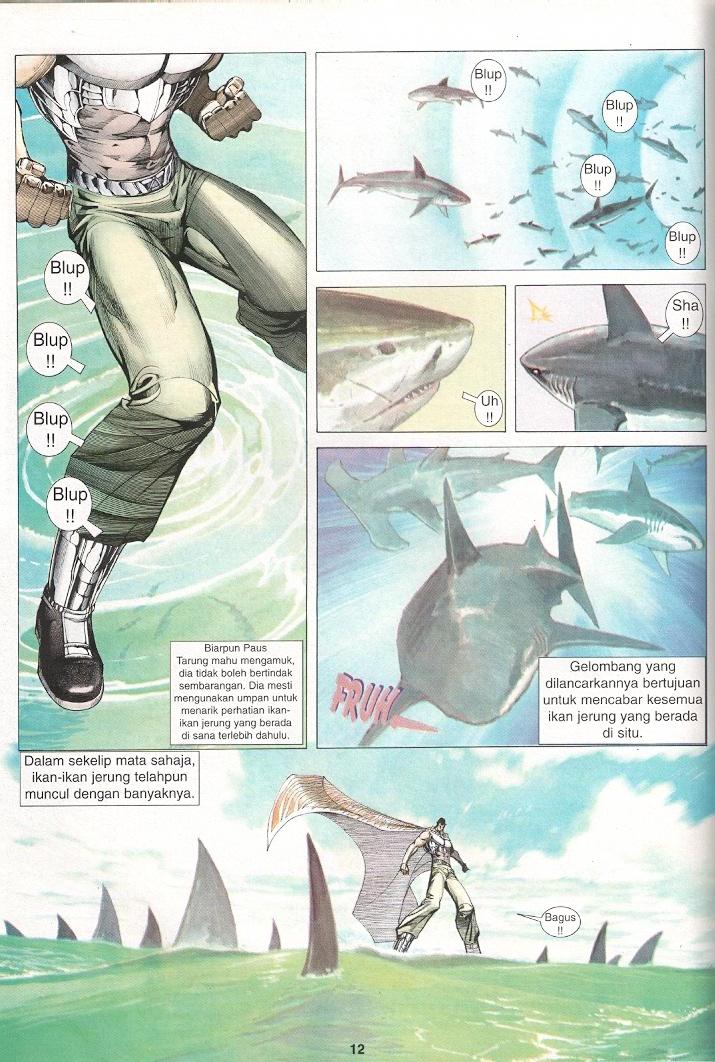 Blup
!!
Blup
!!
Blup
!!
Blup
!!
Biarpun Paus
Tarung mahu mengamuk,
dia tidak boleh bertindak
sembarangan. Dia mesti
mengunakan umpan untuk
menarik perhatian ikan-
ikan jerung yang berada
di sana terlebih dahulu.
Blup
!!
Blup
!!
Blup
!!
Blup
!!
Uh
!!
Sha
!!
FRUH
Gelombang yang
dilancarkannya bertujuan
untuk mencabar kesemua
ikan jerung yang berada
di situ.
Dalam sekelip mata sahaja,
ikan-ikan jerung telahpun
muncul dengan banyaknya.
Bagus
!!
12